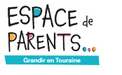 ESPACE de
PARENTS...
Grandir en Touraine